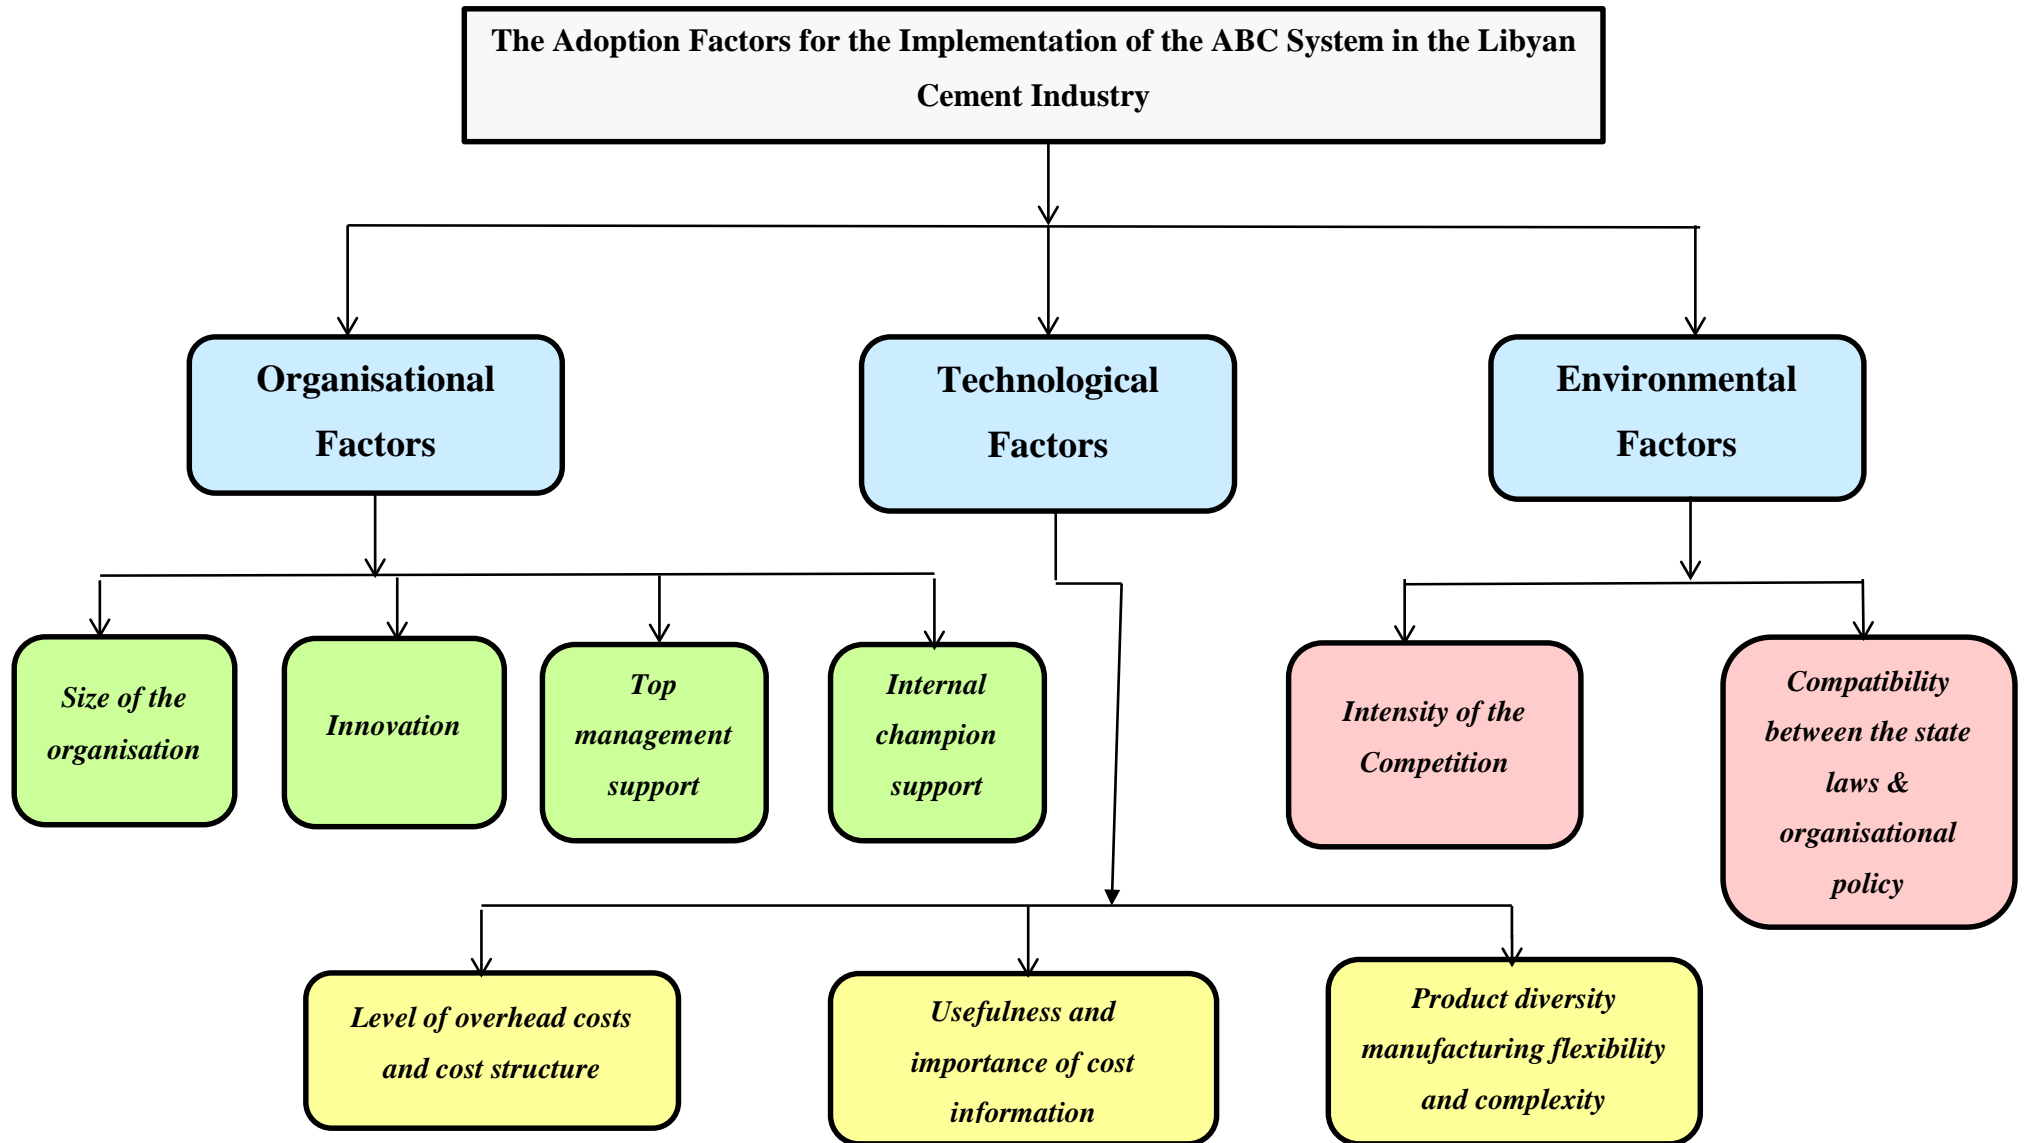 The Adoption Factors for the Implementation of the ABC System in the Libyan
Cement Industry
Organisational
Factors
Technological
Factors
Environmental
Factors
Size of the
organisation
Innovation
Top
management
support
Internal
champion
support
Intensity of the
Competition
Compatibility
between the state
laws &
organisational
policy
Level of overhead costs
and cost structure
Usefulness and
importance of cost
information
Product diversity
manufacturing flexibility
and complexity